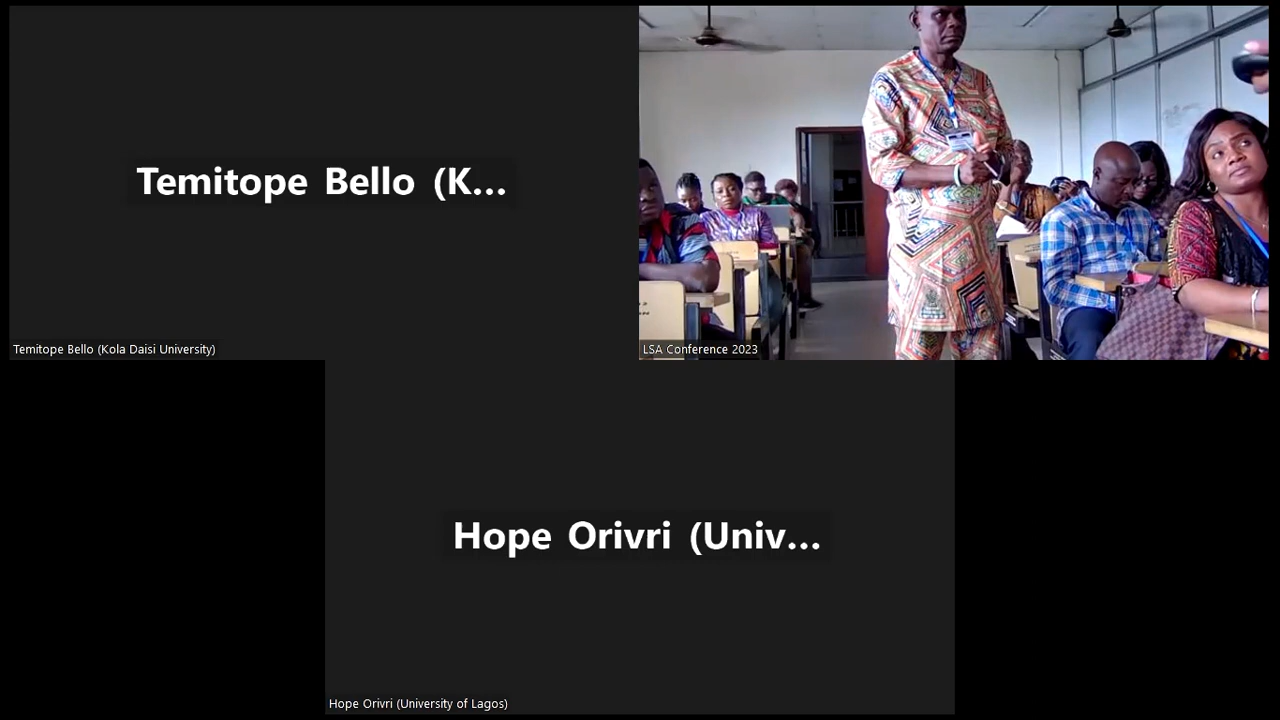 Temitope Bello (K...
Temitope Bello (Kola Daisi University)
LSA Conference 2023
Hope Orivri (Univ...
Hope Orivri (University of Lagos)